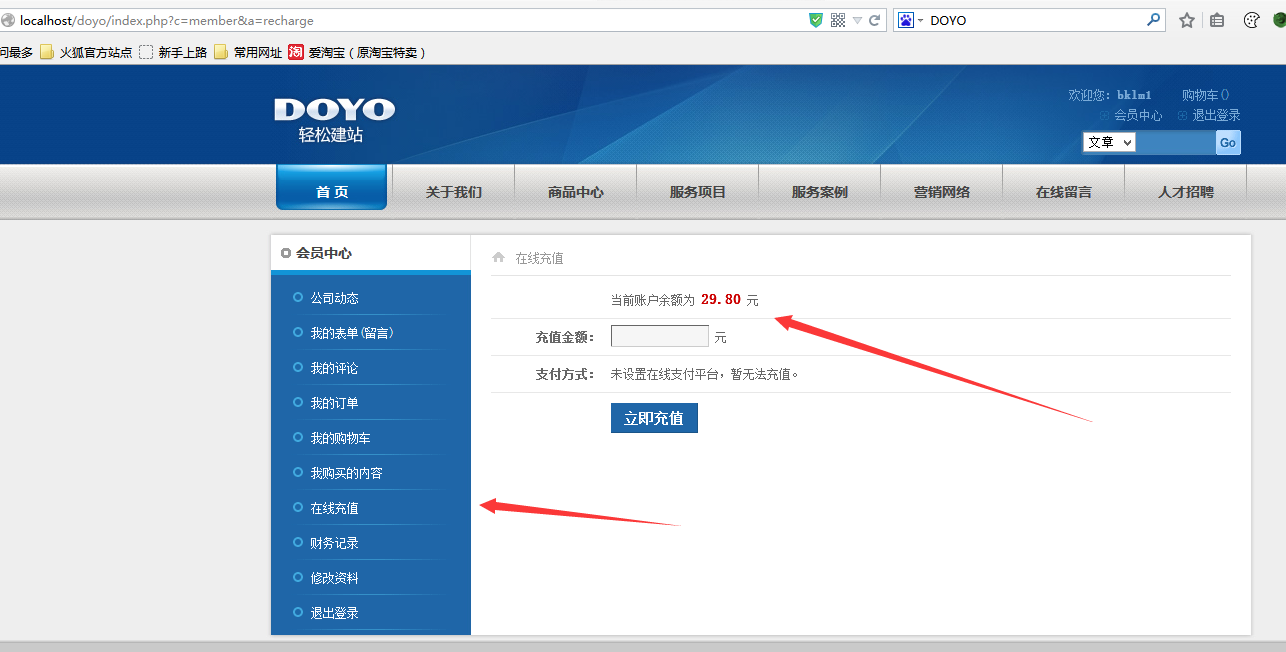 localhost/doyo/index.php?c=member&a=recharge
DOYO
问最多 火狐官方站点 新手上路 常用网址 淘 爱淘宝（原淘宝特卖）
DOYO
轻松建站
欢迎您：bklm1 购物车()
会员中心 退出登录
文章 Go
首 页 关于我们 商品中心 服务项目 服务案例 营销网络 在线留言 人才招聘
会员中心
公司动态
我的表单(留言)
我的评论
我的订单
我的购物车
我购买的内容
在线充值
财务记录
修改资料
退出登录
在线充值
当前账户余额为 29.80 元
充值金额： 元
支付方式： 未设置在线支付平台，暂无法充值。
立即充值